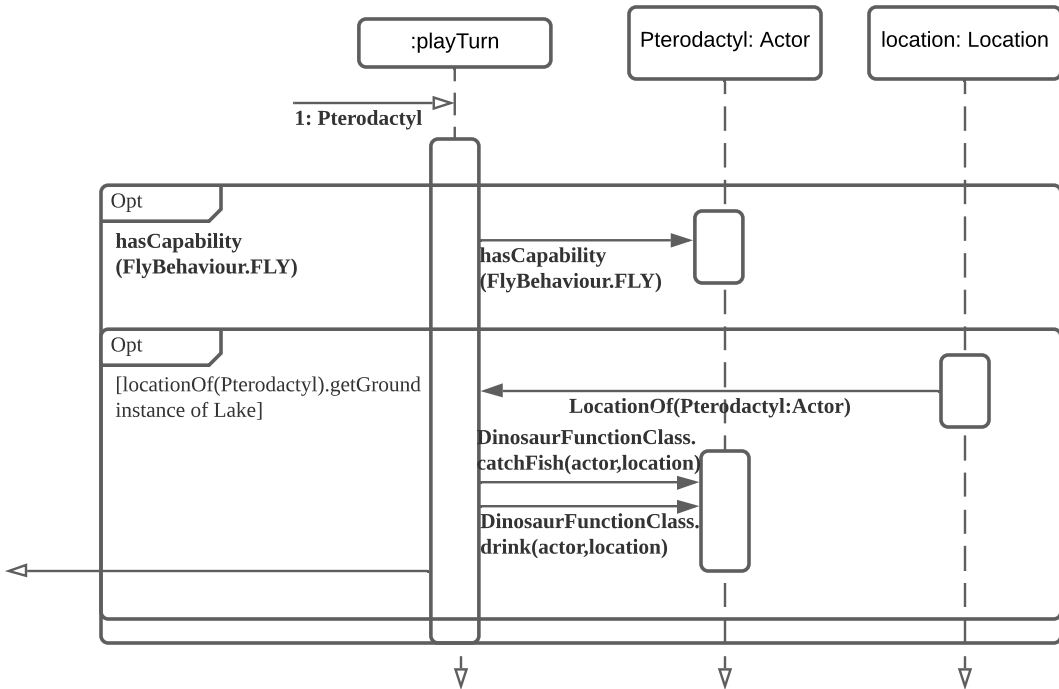 :playTurn
Pterodactyl: Actor
location: Location
1: Pterodactyl
Opt
hasCapability
(FlyBehaviour.FLY)
hasCapability
(FlyBehaviour.FLY)
Opt
[locationOf(Pterodactyl).getGround
instance of Lake]
LocationOf(Pterodactyl:Actor)
DinosaurFunctionClass.
catchFish(actor,location)
DinosaurFunctionClass.
drink(actor,location)